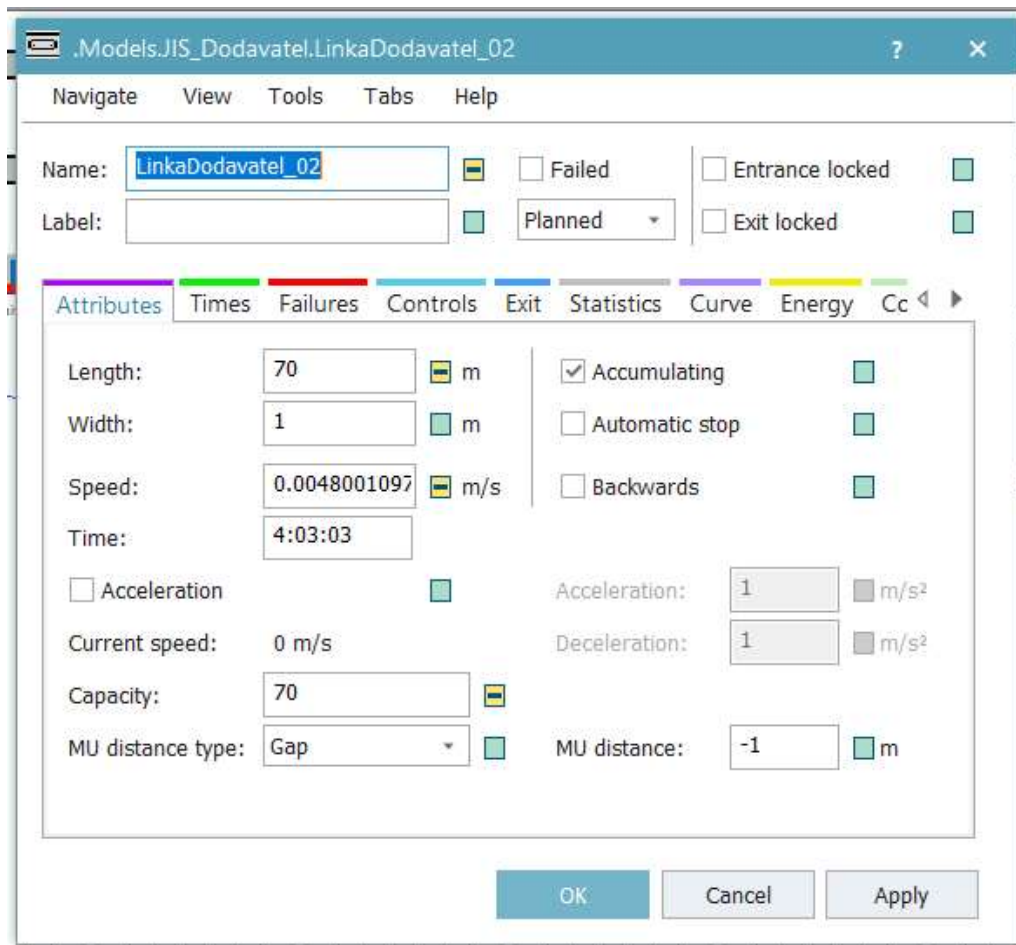 .Models.JIS_Dodavatel.LinkaDodavatel_02 ? ×
Navigate View Tools Tabs Help
Name: LinkaDodavatel_02 Failed Entrance locked
Label: Planned Exit locked
Attributes Times Failures Controls Exit Statistics Curve Energy Cc
Length: 70 m Accumulating
Width: 1 m Automatic stop
Speed: 0.0048001097 m/s Backwards
Time: 4:03:03
Acceleration Acceleration: 1 m/s²
Current speed: 0 m/s Deceleration: 1 m/s²
Capacity: 70
MU distance type: Gap MU distance: -1 m
OK Cancel Apply